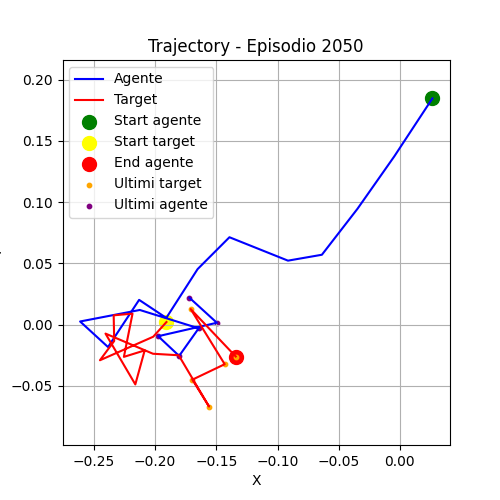 Trajectory - Episodio 2050
Agente
Target
Start agente
Start target
End agente
Ultimi target
Ultimi agente
0.20
0.15
0.10
0.05
0.00
−0.05
−0.25
−0.20
−0.15
−0.10
−0.05
0.00
X